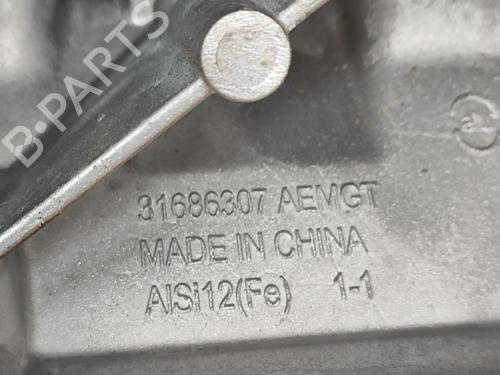 B-PARTS
31686307 AEMGT
MADE IN CHINA
AlSi12(Fe) 1-1